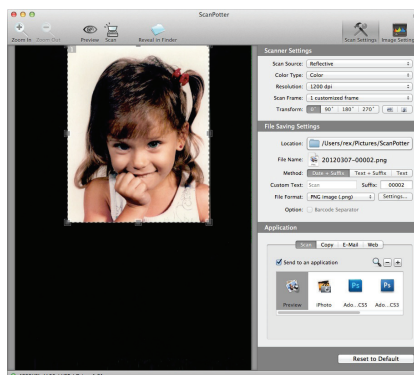 ScanPotter
Zoom In Zoom Out Preview Scan Reveal in Finder Scan Settings Image Setting
1
Scanner Settings
Scan Source: Reflective
Color Type: Color
Resolution: 1200 dpi
Scan Frame: 1 customized frame
Transform: 0° 90° 180° 270°
File Saving Settings
Location: /Users/rex/Pictures/ScanPotter
File Name: 20120307-00002.png
Method: Date + Suffix Text + Suffix Text
Custom Text: Scan Suffix: 00002
File Format: PNG image (.png) Settings...
Option: Barcode Separator
Application
Scan Copy E-Mail Web
Send to an application
Preview iPhoto Ado...CS5 Ado...CS3
Reset to Default